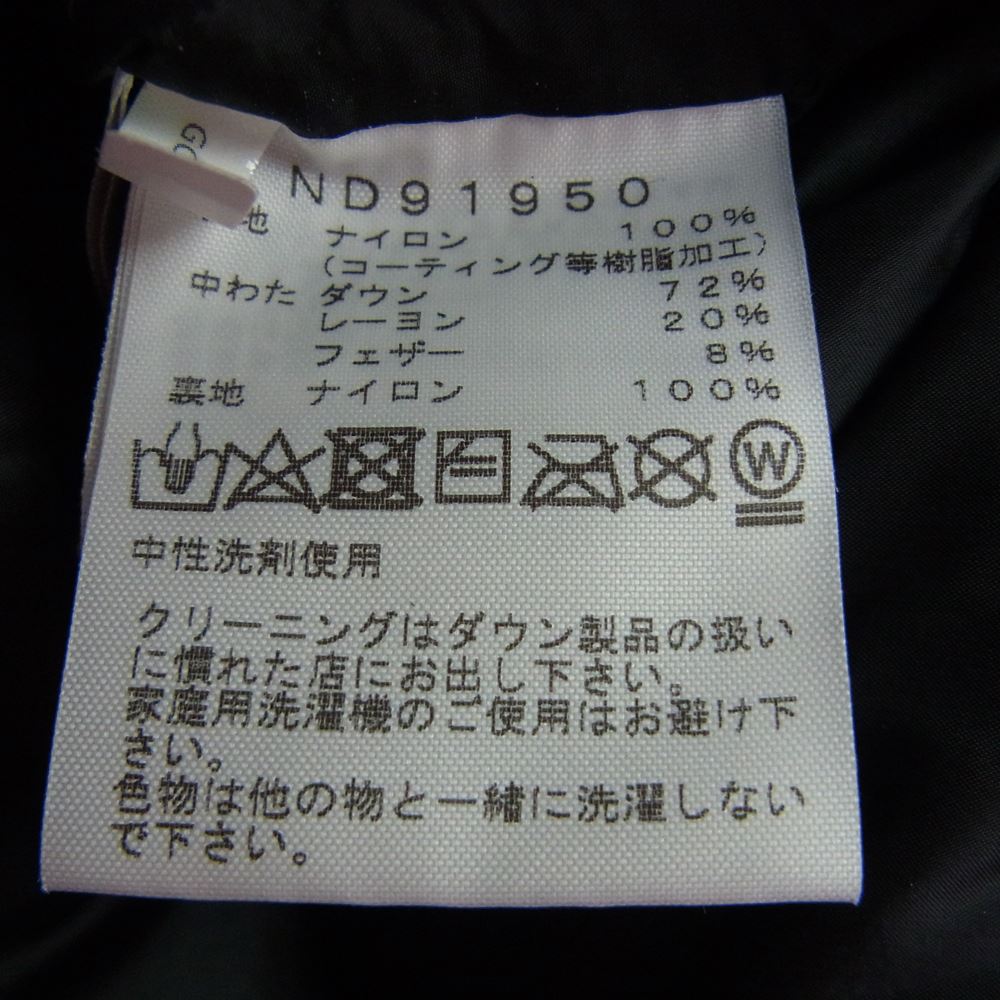 GO
ND91950
地 ナイロン 100%
(コーティング等樹脂加工)
中わた ダウン 72%
レーヨン 20%
フェザー 8%
裏地 ナイロン 100%
W
中性洗剤使用
クリーニングはダウン製品の扱い
に慣れた店にお出し下さい。
家庭用洗濯機のご使用はお避け下
さい。
色物は他の物と一緒に洗濯しない
で下さい。